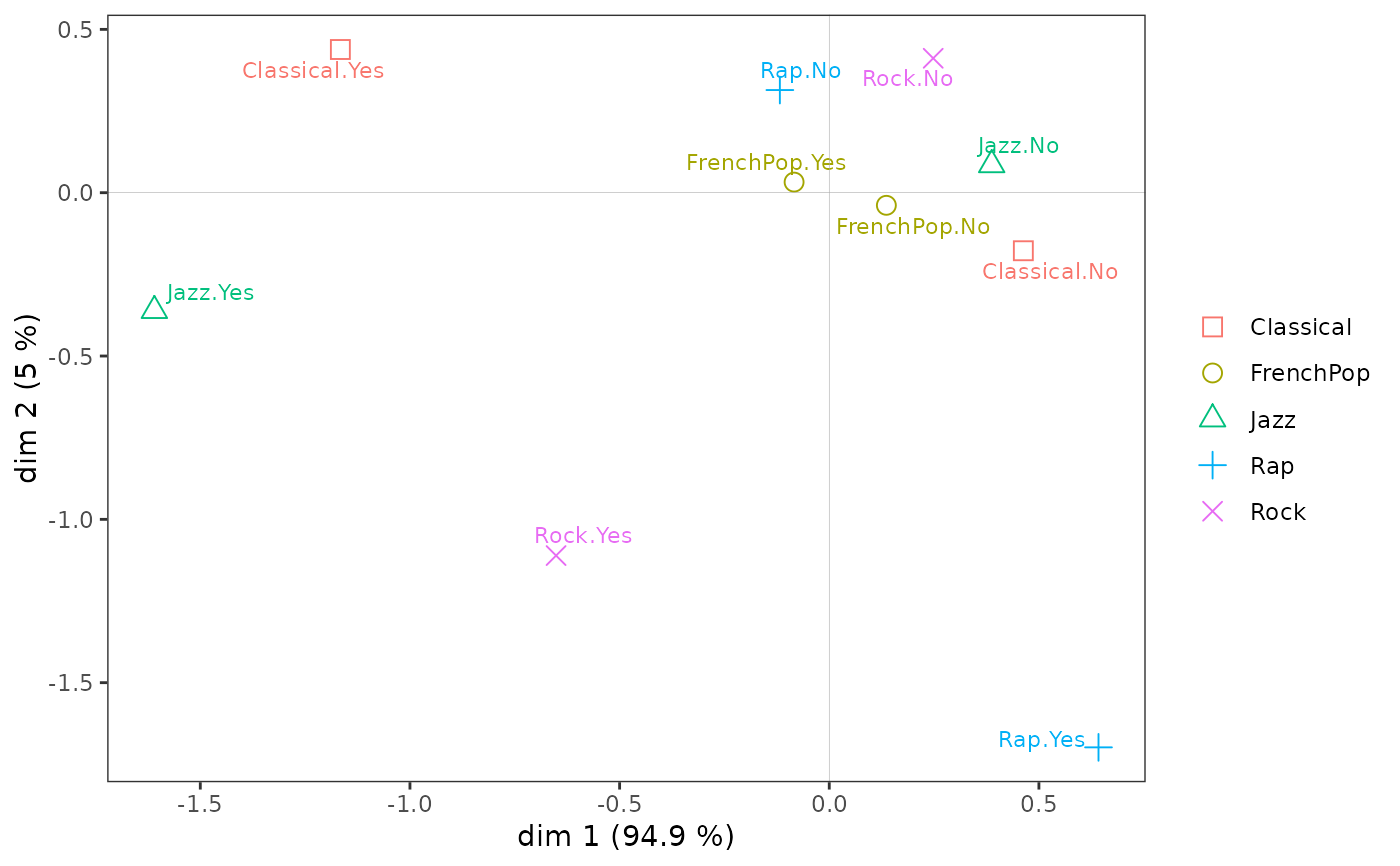 0.5
0.0
-0.5
-1.0
-1.5
dim 2 (5 %)
Classical.Yes
Rap.No
Rock.No
Jazz.No
FrenchPop.Yes
FrenchPop.No
Classical.No
Jazz.Yes
Rock.Yes
Rap.Yes
-1.5
-1.0
-0.5
0.0
0.5
dim 1 (94.9 %)
Classical
FrenchPop
Jazz
Rap
Rock